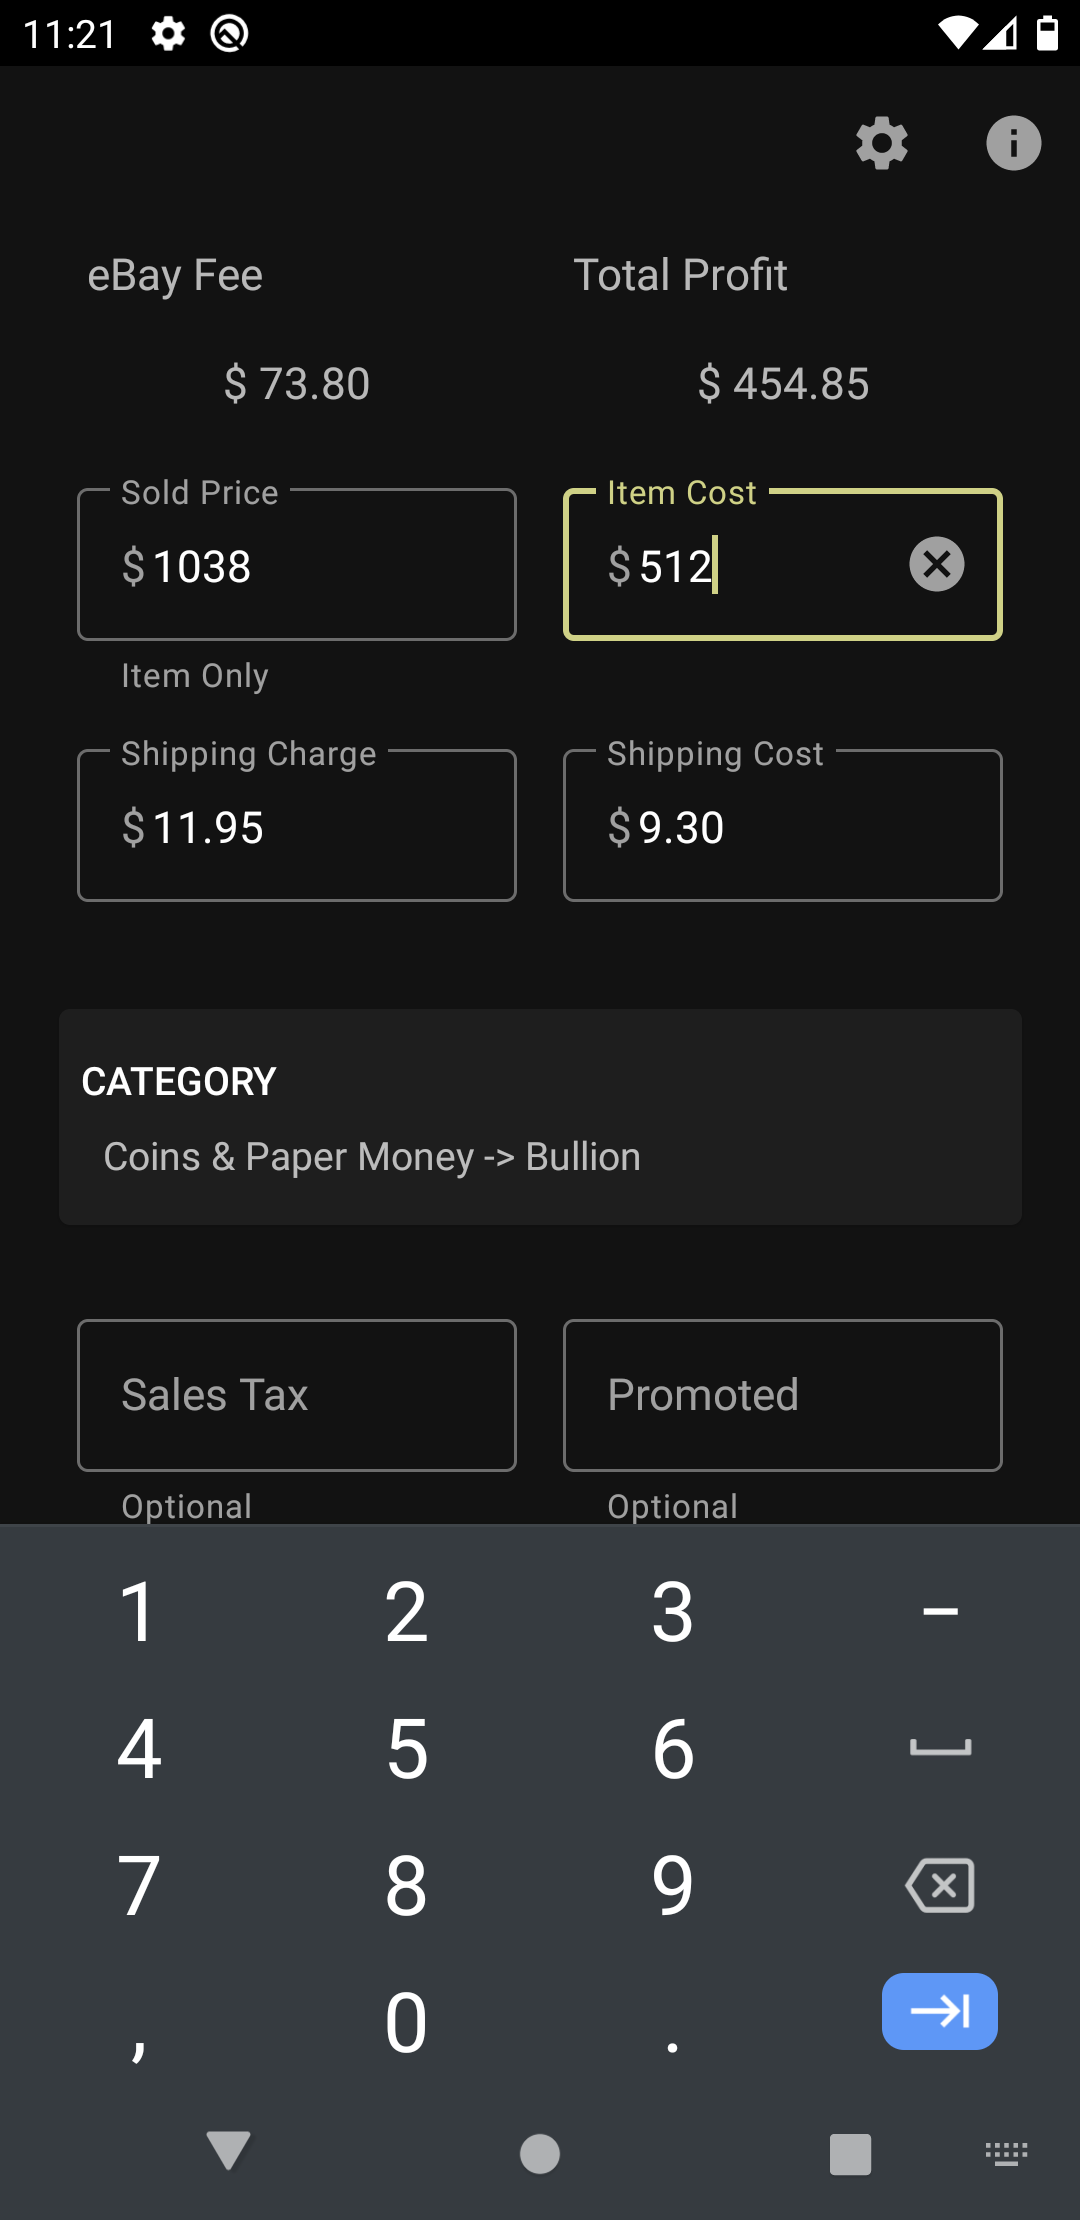 11:21
eBay Fee
Total Profit
$ 73.80
$ 454.85
Sold Price
Item Cost
$ 1038
$ 512
Item Only
Shipping Charge
Shipping Cost
$ 11.95
$ 9.30
CATEGORY
Coins & Paper Money -> Bullion
Sales Tax
Promoted
Optional
Optional
1 2 3 –
4 5 6
7 8 9
, 0 .